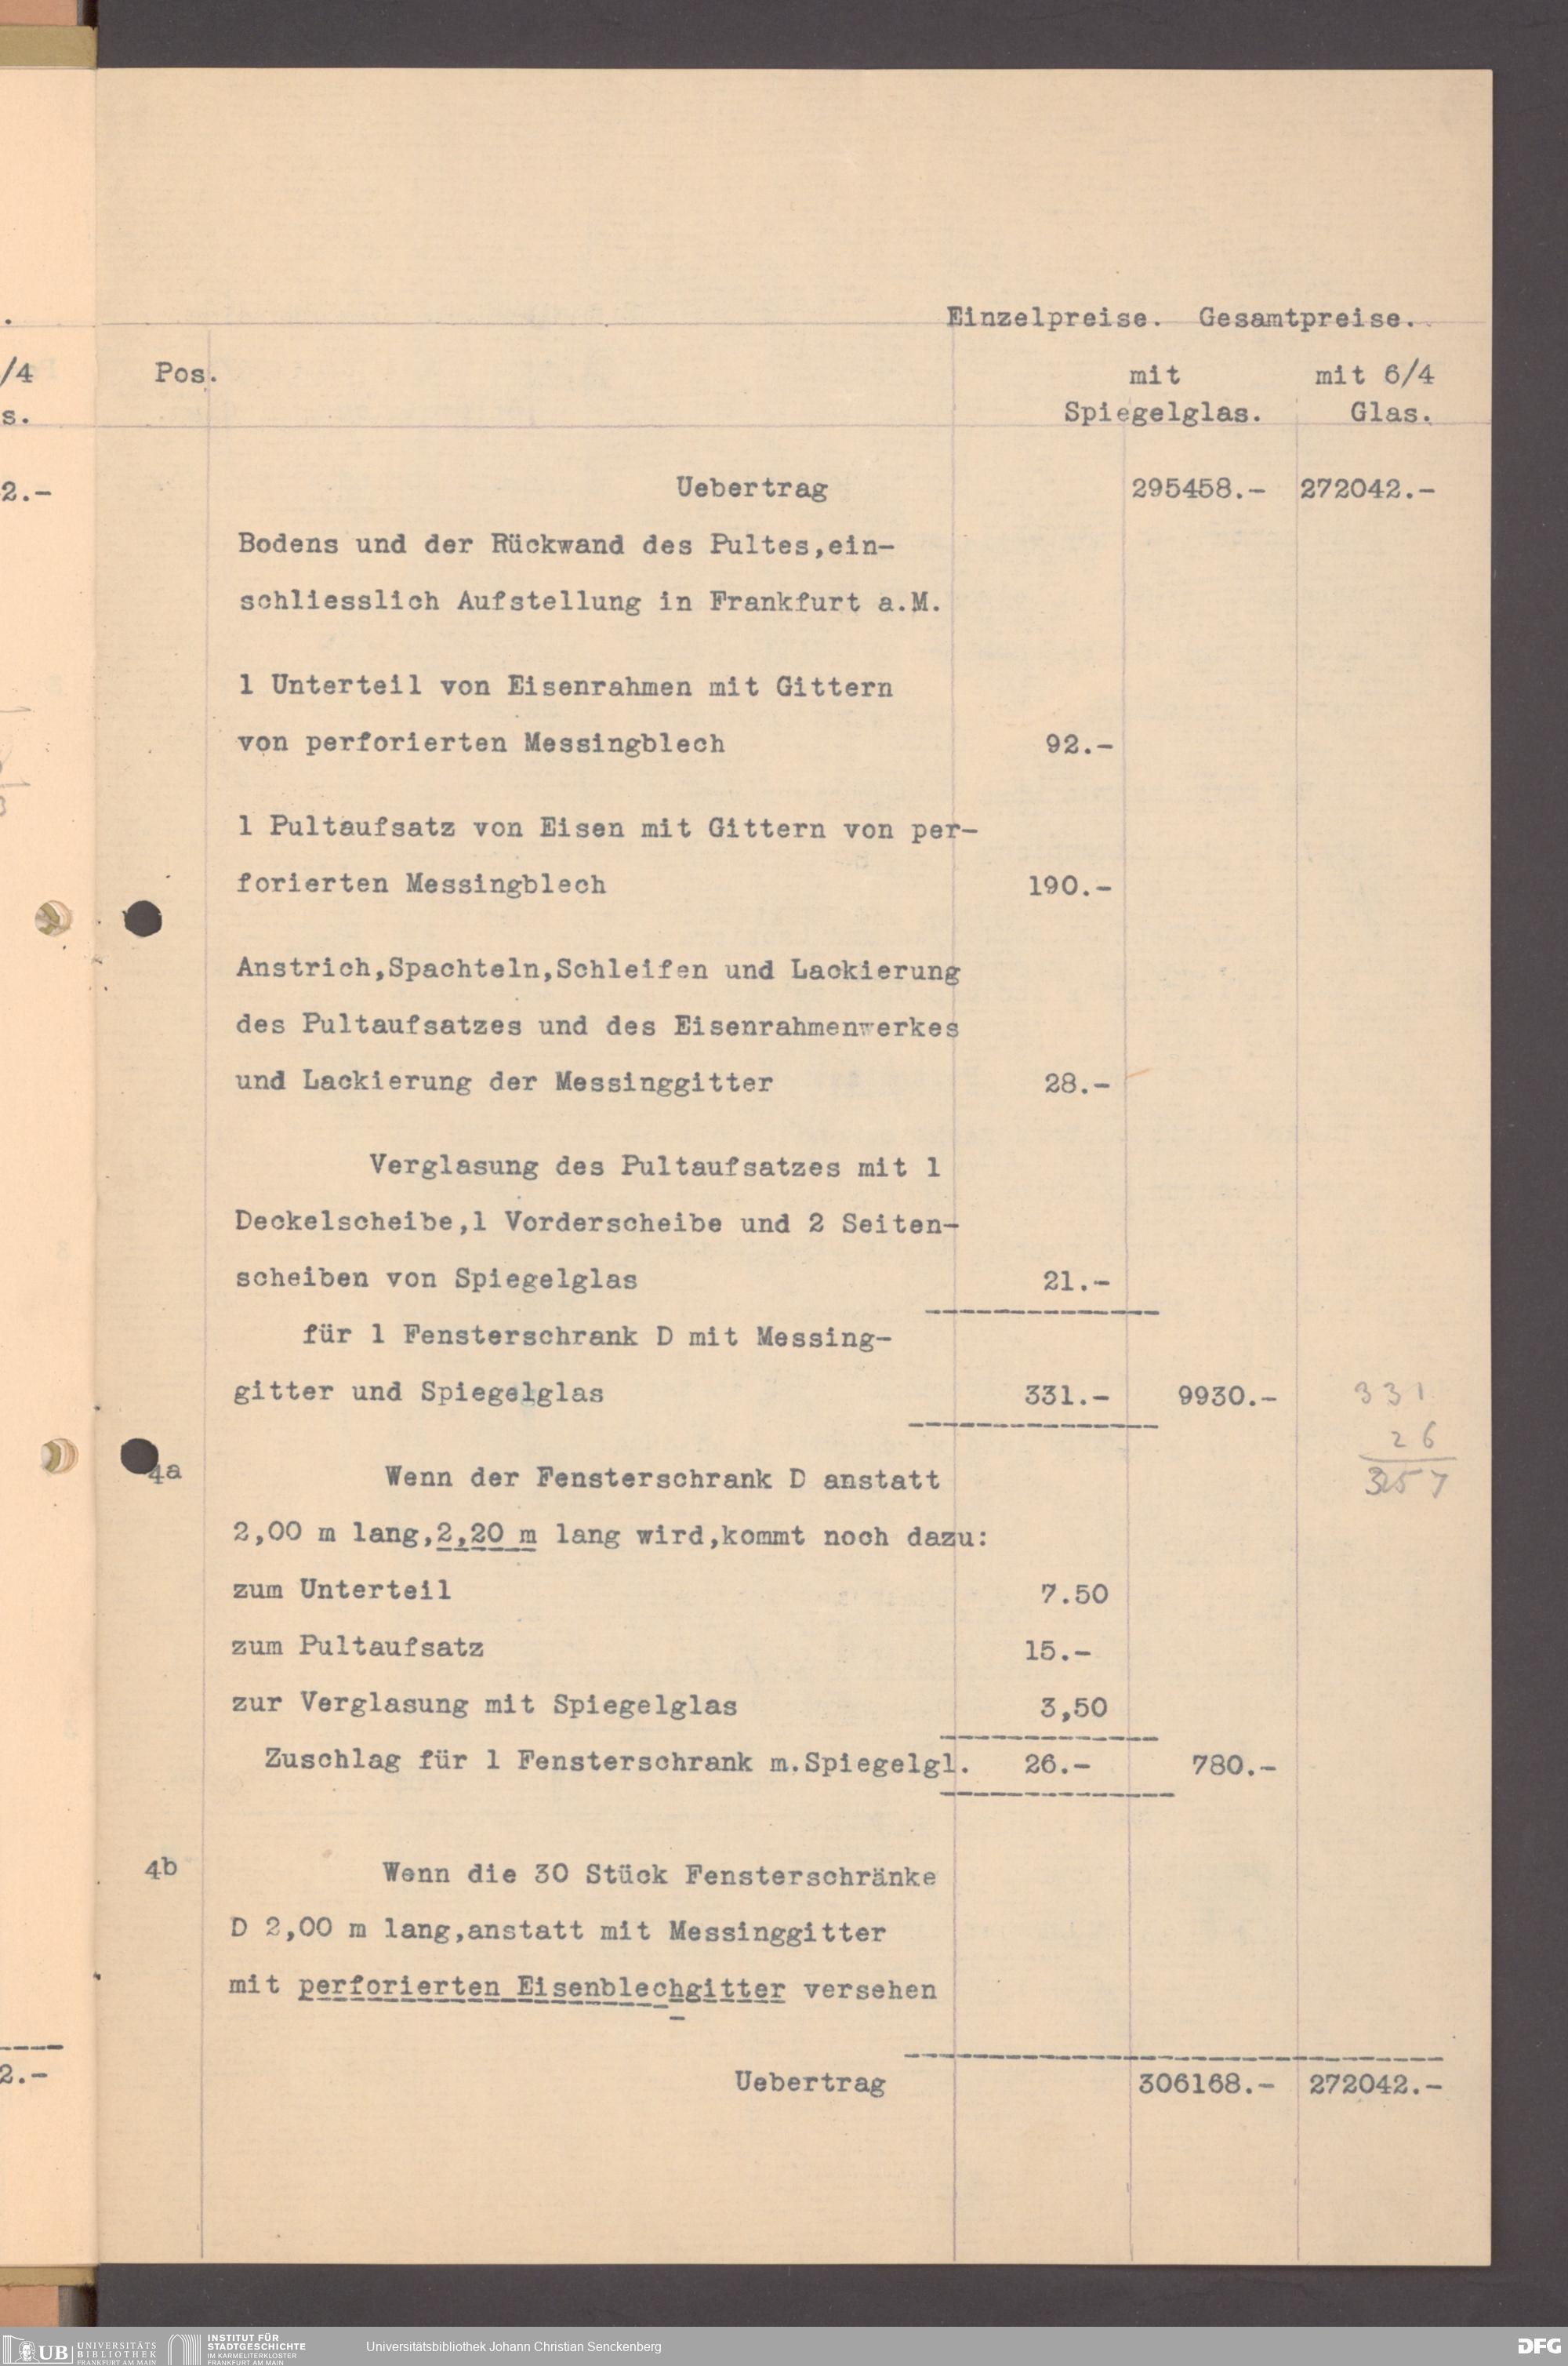 Einzelpreise. Gesamtpreise.
/4 Pos. mit mit 6/4
s. Spiegelglas. Glas.
2.- Uebertrag 295458.- 272042.-
Bodens und der Rückwand des Pultes,ein-
schliesslich Aufstellung in Frankfurt a.M.
1 Unterteil von Eisenrahmen mit Gittern
von perforierten Messingblech 92.-
1 Pultaufsatz von Eisen mit Gittern von per-
forierten Messingblech 190.-
Anstrich,Spachteln,Schleifen und Lackierung
des Pultaufsatzes und des Eisenrahmenwerkes
und Lackierung der Messinggitter 28.-
Verglasung des Pultaufsatzes mit 1
Deckelscheibe,1 Vorderscheibe und 2 Seiten-
scheiben von Spiegelglas 21.-
für 1 Fensterschrank D mit Messing-
gitter und Spiegelglas 331.- 9930.- 331
26
4a Wenn der Fensterschrank D anstatt 357
2,00 m lang,2,20 m lang wird,kommt noch dazu:
zum Unterteil 7.50
zum Pultaufsatz 15.-
zur Verglasung mit Spiegelglas 3,50
Zuschlag für 1 Fensterschrank m.Spiegelgl. 26.- 780.-
4b Wenn die 30 Stück Fensterschränke
D 2,00 m lang,anstatt mit Messinggitter
mit perforierten Eisenblechgitter versehen
2.- Uebertrag 306168.- 272042.-
UB UNIVERSITÄTS BIBLIOTHEK FRANKFURT AM MAIN
INSTITUT FÜR STADTGESCHICHTE IM KARMELITERKLOSTER FRANKFURT AM MAIN
Universitätsbibliothek Johann Christian Senckenberg
DFG